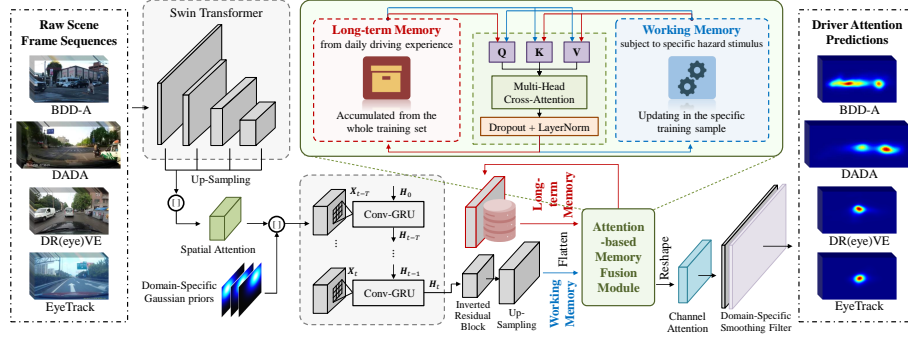 Raw Scene
Frame Sequences
BDD-A
DADA
DR(eye)VE
EyeTrack
Swin Transformer
Up-Sampling
[ ]
Spatial Attention
[ ]
Domain-Specific
Gaussian priors
X_{t-T}
H_0
Conv-GRU
H_{t-T}
⋮
⋮
X_t
H_{t-1}
Conv-GRU
H_t
Inverted
Residual
Block
Up-
Sampling
Long-term Memory
from daily driving experience
Accumulated from the
whole training set
Q
K
V
Multi-Head
Cross-Attention
Dropout + LayerNorm
Working Memory
subject to specific hazard stimulus
Updating in the specific
training sample
Long-
term
Memory
Flatten
Working
Memory
Attention
-based
Memory
Fusion
Module
Reshape
Channel
Attention
Domain-Specific
Smoothing Filter
Driver Attention
Predictions
BDD-A
DADA
DR(eye)VE
EyeTrack